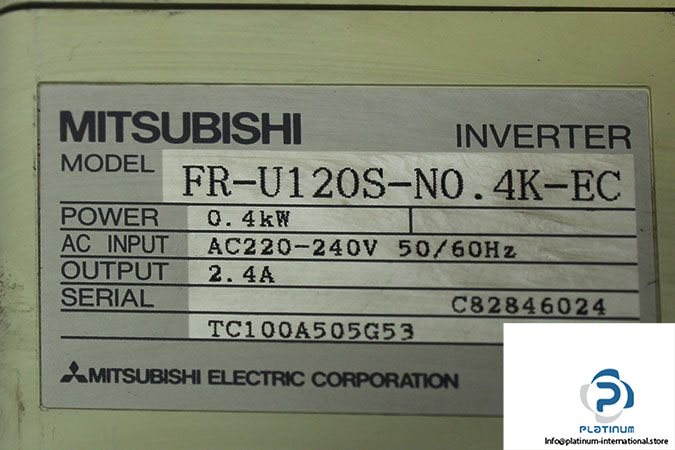 MITSUBISHI INVERTER
MODEL FR-U120S-N0.4K-EC
POWER 0.4kW
AC INPUT AC220-240V 50/60Hz
OUTPUT 2.4A
SERIAL C82846024
TC100A505G53
MITSUBISHI ELECTRIC CORPORATION
PLATINUM
Info@platinum-international.store